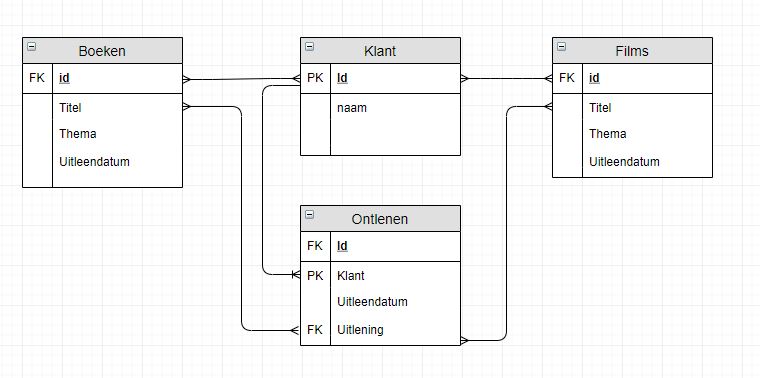 Boeken
FK id
Titel
Thema
Uitleendatum
Klant
PK Id
naam
Films
FK id
Titel
Thema
Uitleendatum
Ontlenen
FK Id
PK Klant
Uitleendatum
FK Uitlening